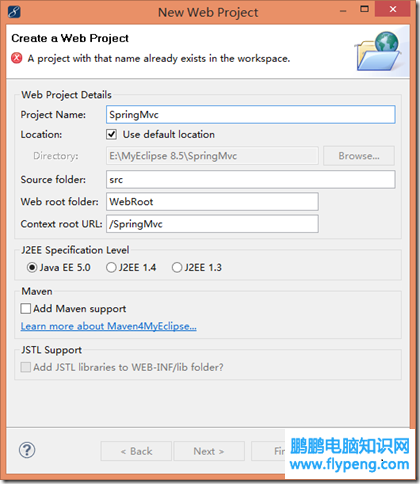 New Web Project
Create a Web Project
A project with that name already exists in the workspace.
Web Project Details
Project Name: SpringMvc
Location: Use default location
Directory: E:\MyEclipse 8.5\SpringMvc Browse...
Source folder: src
Web root folder: WebRoot
Context root URL: /SpringMvc
J2EE Specification Level
Java EE 5.0 J2EE 1.4 J2EE 1.3
Maven
Add Maven support
Learn more about Maven4MyEclipse...
JSTL Support
Add JSTL libraries to WEB-INF/lib folder?
? < Back Next >
鹏鹏电脑知识网
www.flypeng.com